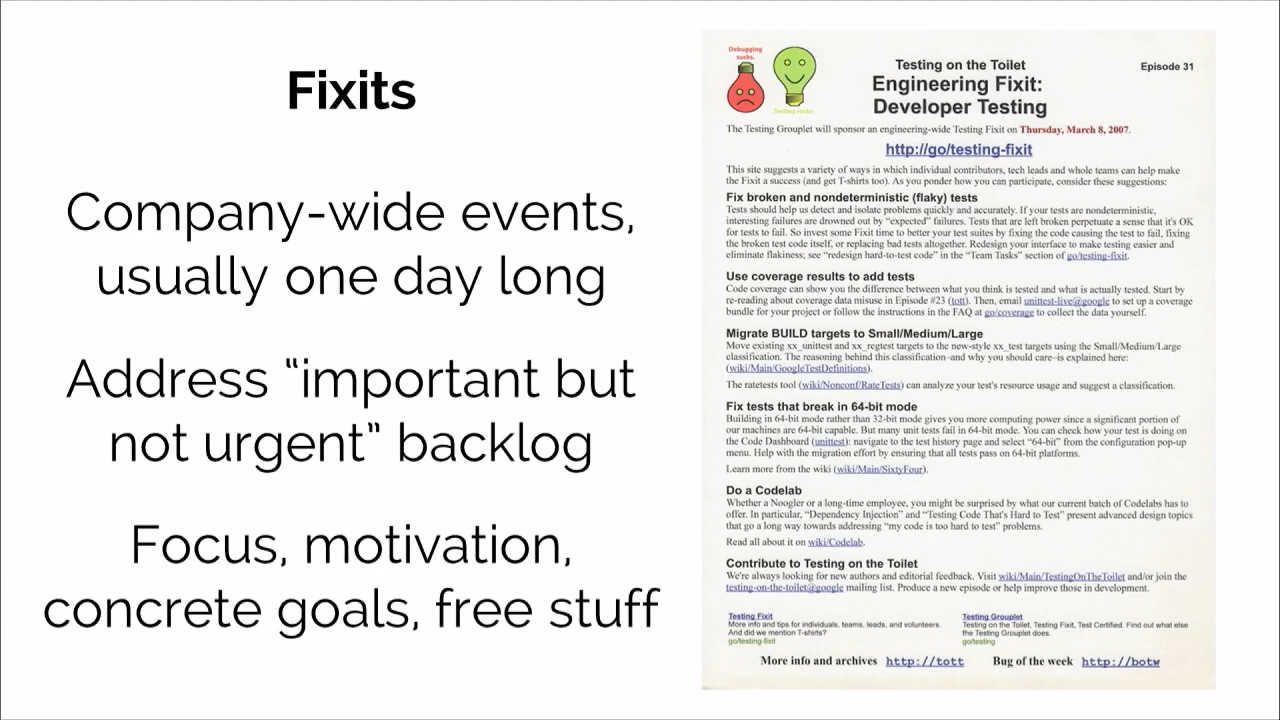 Fixits
Company-wide events,
usually one day long
Address “important but
not urgent” backlog
Focus, motivation,
concrete goals, free stuff
Debugging
sucks.
Testing rocks.
Testing on the Toilet
Episode 31
Engineering Fixit:
Developer Testing
The Testing Grouplet will sponsor an engineering-wide Testing Fixit on Thursday, March 8, 2007.
http://go/testing-fixit
This site suggests a variety of ways in which individual contributors, tech leads and whole teams can help make
the Fixit a success (and get T-shirts too). As you ponder how you can participate, consider these suggestions:
Fix broken and nondeterministic (flaky) tests
Tests should help us detect and isolate problems quickly and accurately. If your tests are nondeterministic,
interesting failures are drowned out by “expected” failures. Tests that are left broken perpetuate a sense that it's OK
for tests to fail. So invest some Fixit time to better your test suites by fixing the code causing the test to fail, fixing
the broken test code itself, or replacing bad tests altogether. Redesign your interface to make testing easier and
eliminate flakiness; see “redesign hard-to-test code” in the “Team Tasks” section of go/testing-fixit.
Use coverage results to add tests
Code coverage can show you the difference between what you think is tested and what is actually tested. Start by
re-reading about coverage data misuse in Episode #23 (tott). Then, email unittest-live@google to set up a coverage
bundle for your project or follow the instructions in the FAQ at go/coverage to collect the data yourself.
Migrate BUILD targets to Small/Medium/Large
Move existing xx_unittest and xx_regtest targets to the new-style xx_test targets using the Small/Medium/Large
classification. The reasoning behind this classification–and why you should care–is explained here:
(wiki/Main/GoogleTestDefinitions).
The ratetests tool (wiki/Nonconf/RateTests) can analyze your test's resource usage and suggest a classification.
Fix tests that break in 64-bit mode
Building in 64-bit mode rather than 32-bit mode gives you more computing power since a significant portion of
our machines are 64-bit capable. But many unit tests fail in 64-bit mode. You can check how your test is doing on
the Code Dashboard (unittest): navigate to the test history page and select “64-bit” from the configuration pop-up
menu. Help with the migration effort by ensuring that all tests pass on 64-bit platforms.
Learn more from the wiki (wiki/Main/SixtyFour).
Do a Codelab
Whether a Noogler or a long-time employee, you might be surprised by what our current batch of Codelabs has to
offer. In particular, “Dependency Injection” and “Testing Code That's Hard to Test” present advanced design topics
that go a long way towards addressing “my code is too hard to test” problems.
Read all about it on wiki/Codelab.
Contribute to Testing on the Toilet
We're always looking for new authors and editorial feedback. Visit wiki/Main/TestingOnTheToilet and/or join the
testing-on-the-toilet@google mailing list. Produce a new episode or help improve those in development.
Testing Fixit
More info and tips for individuals, teams, leads, and volunteers.
And did we mention T-shirts?
go/testing-fixit
Testing Grouplet
Testing on the Toilet, Testing Fixit, Test Certified. Find out what else
the Testing Grouplet does.
go/testing
More info and archives http://tott Bug of the week http://botw